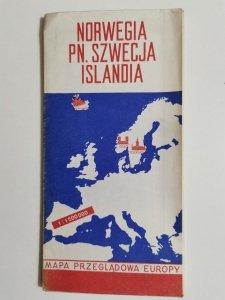 NORWEGIA
PN. SZWECJA
ISLANDIA
1:1 500 000
MAPA PRZEGLĄDOWA EUROPY